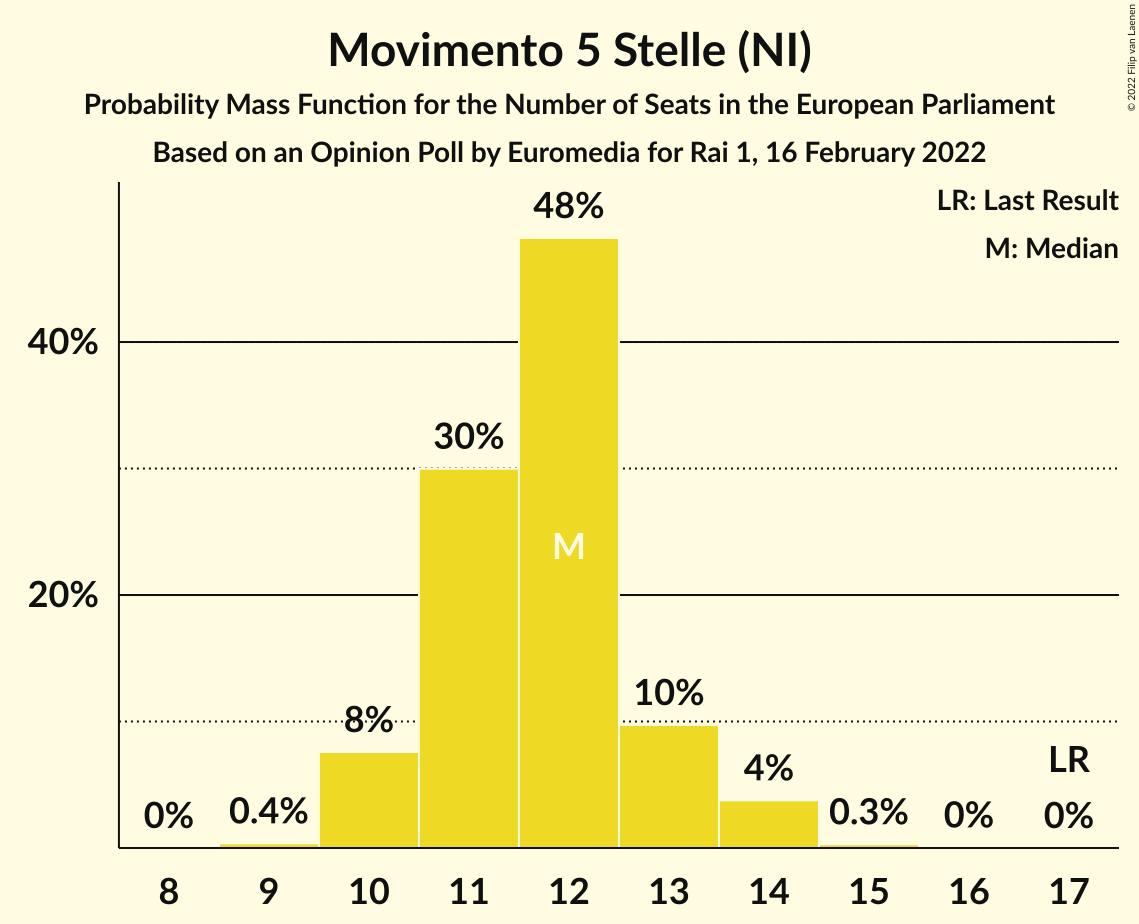 Movimento 5 Stelle (NI)
Probability Mass Function for the Number of Seats in the European Parliament
Based on an Opinion Poll by Euromedia for Rai 1, 16 February 2022
© 2022 Filip van Laenen
LR: Last Result
M: Median
48%
40%
30%
M
20%
10%
8%
4%
LR
0%
0.4%
0.3%
0%
0%
8 9 10 11 12 13 14 15 16 17